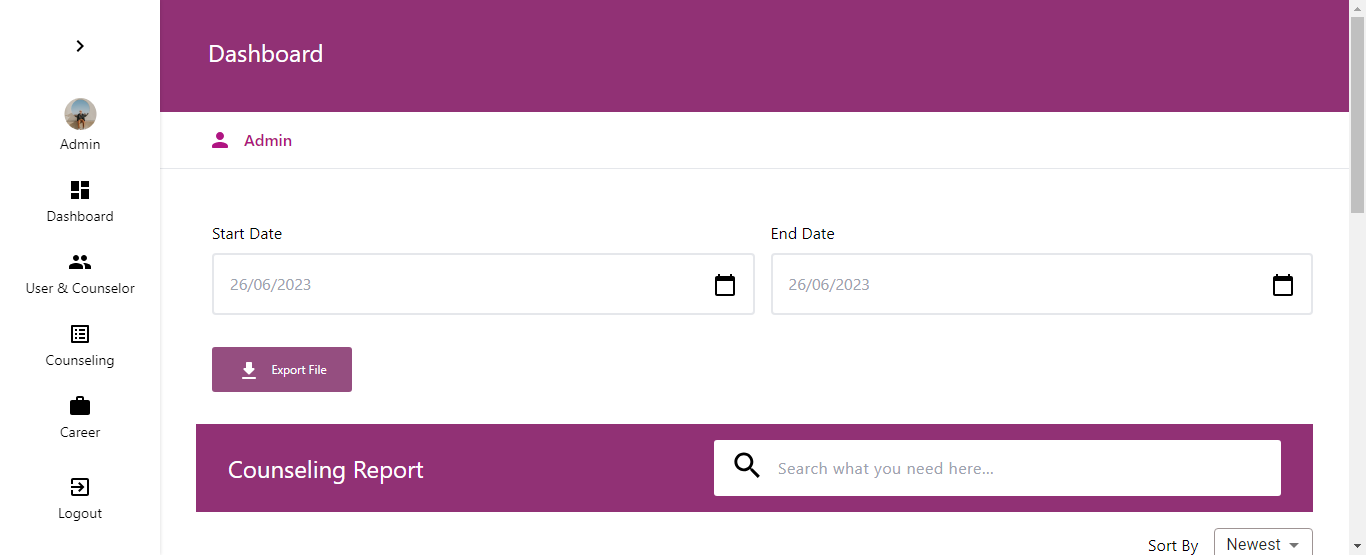 Dashboard
Admin
Admin
Dashboard
User & Counselor
Counseling
Career
Logout
Start Date
End Date
26/06/2023
26/06/2023
Export File
Counseling Report
Search what you need here...
Sort By
Newest